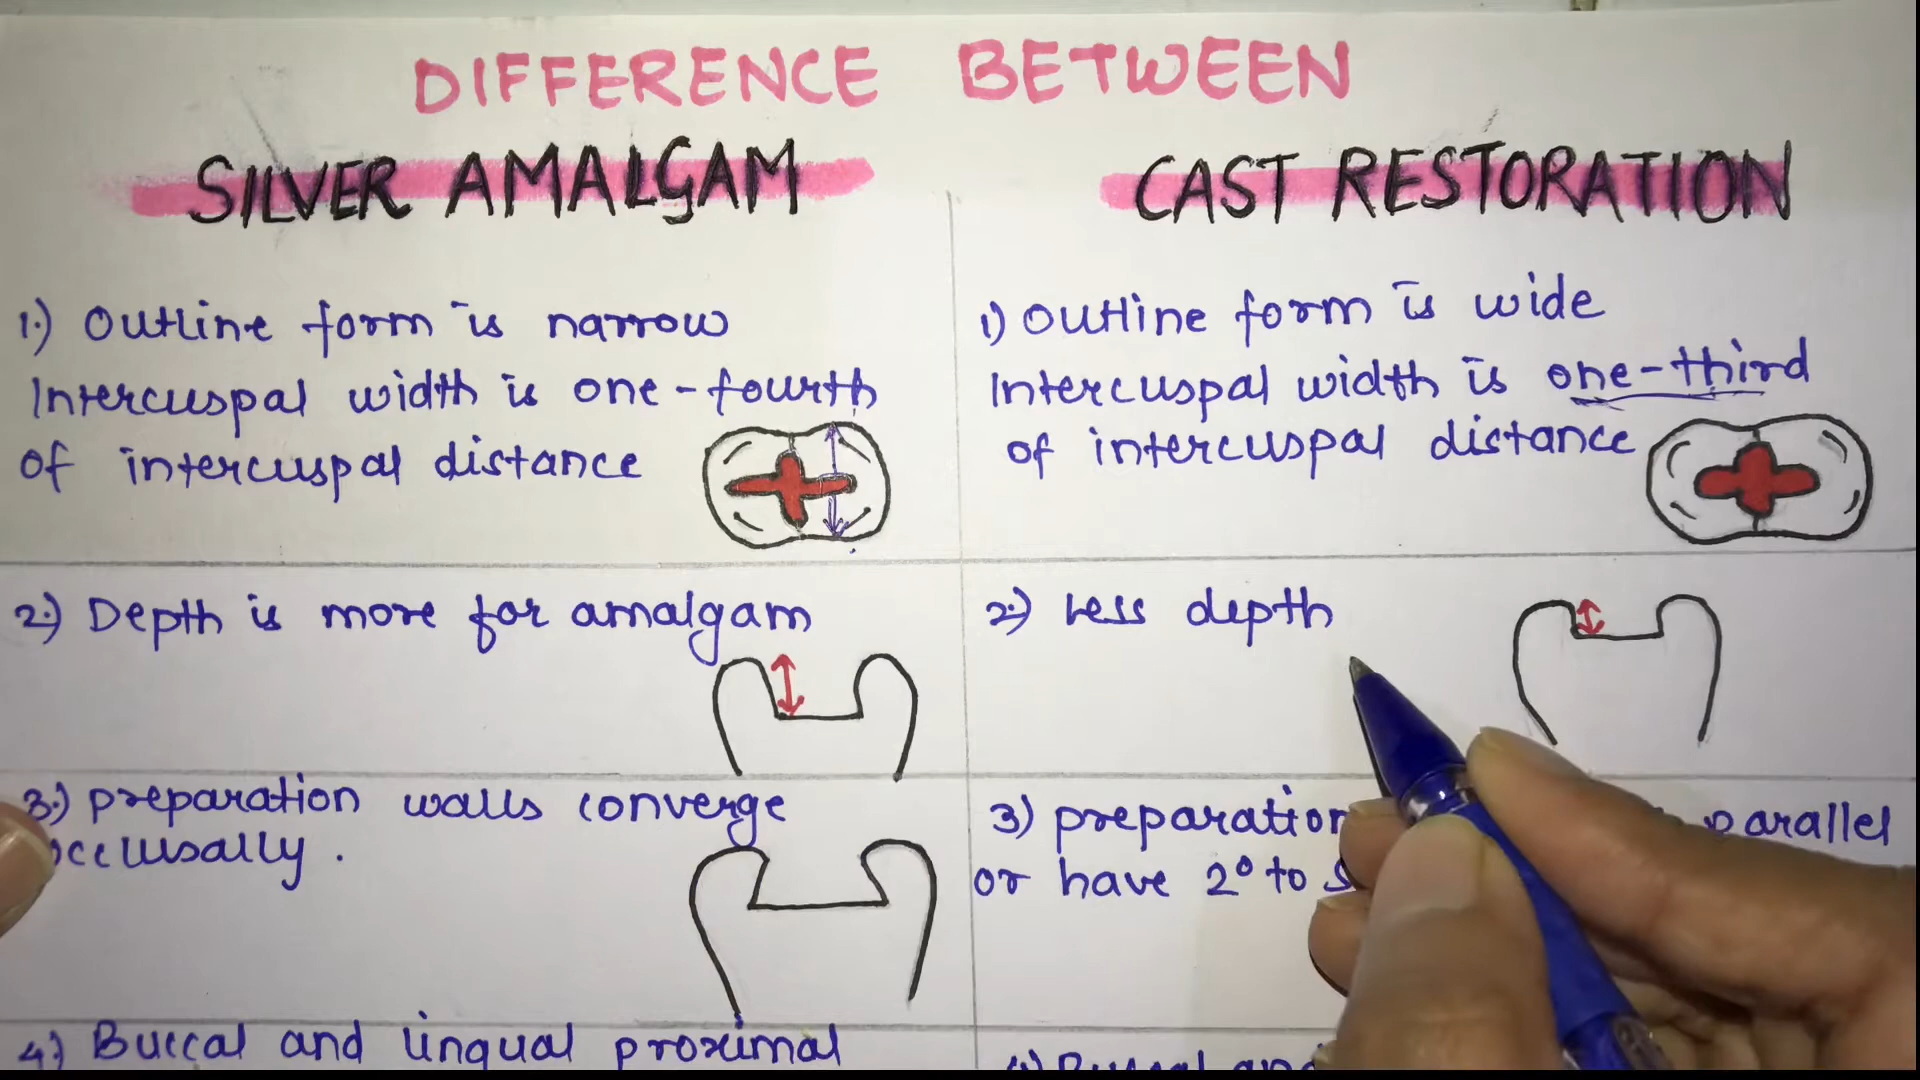 DIFFERENCE BETWEEN
SILVER AMALGAM
CAST RESTORATION
1.) Outline form is narrow
Intercuspal width is one-fourth
of intercuspal distance
1) Outline form is wide
Intercuspal width is one-third
of intercuspal distance
2.) Depth is more for amalgam
2.) Less depth
3.) preparation walls converge
occlusally.
3) preparation parallel
or have 2° to
4.) Buccal and lingual proximal